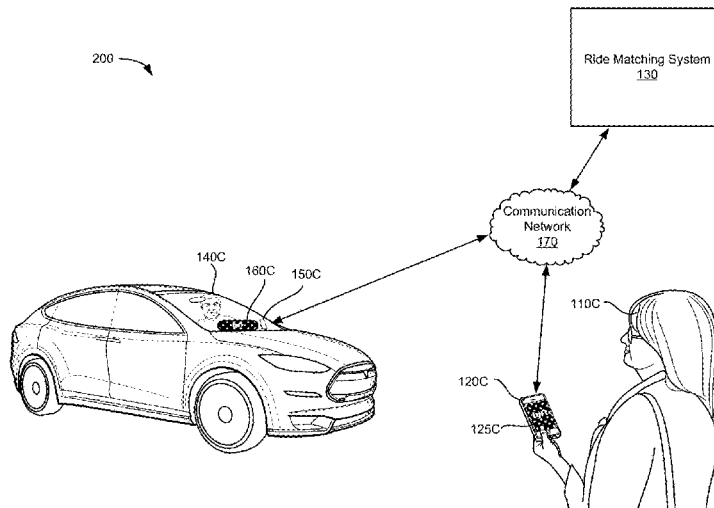 200
Ride Matching System
130
Communication
Network
170
140C
160C
150C
110C
120C
125C